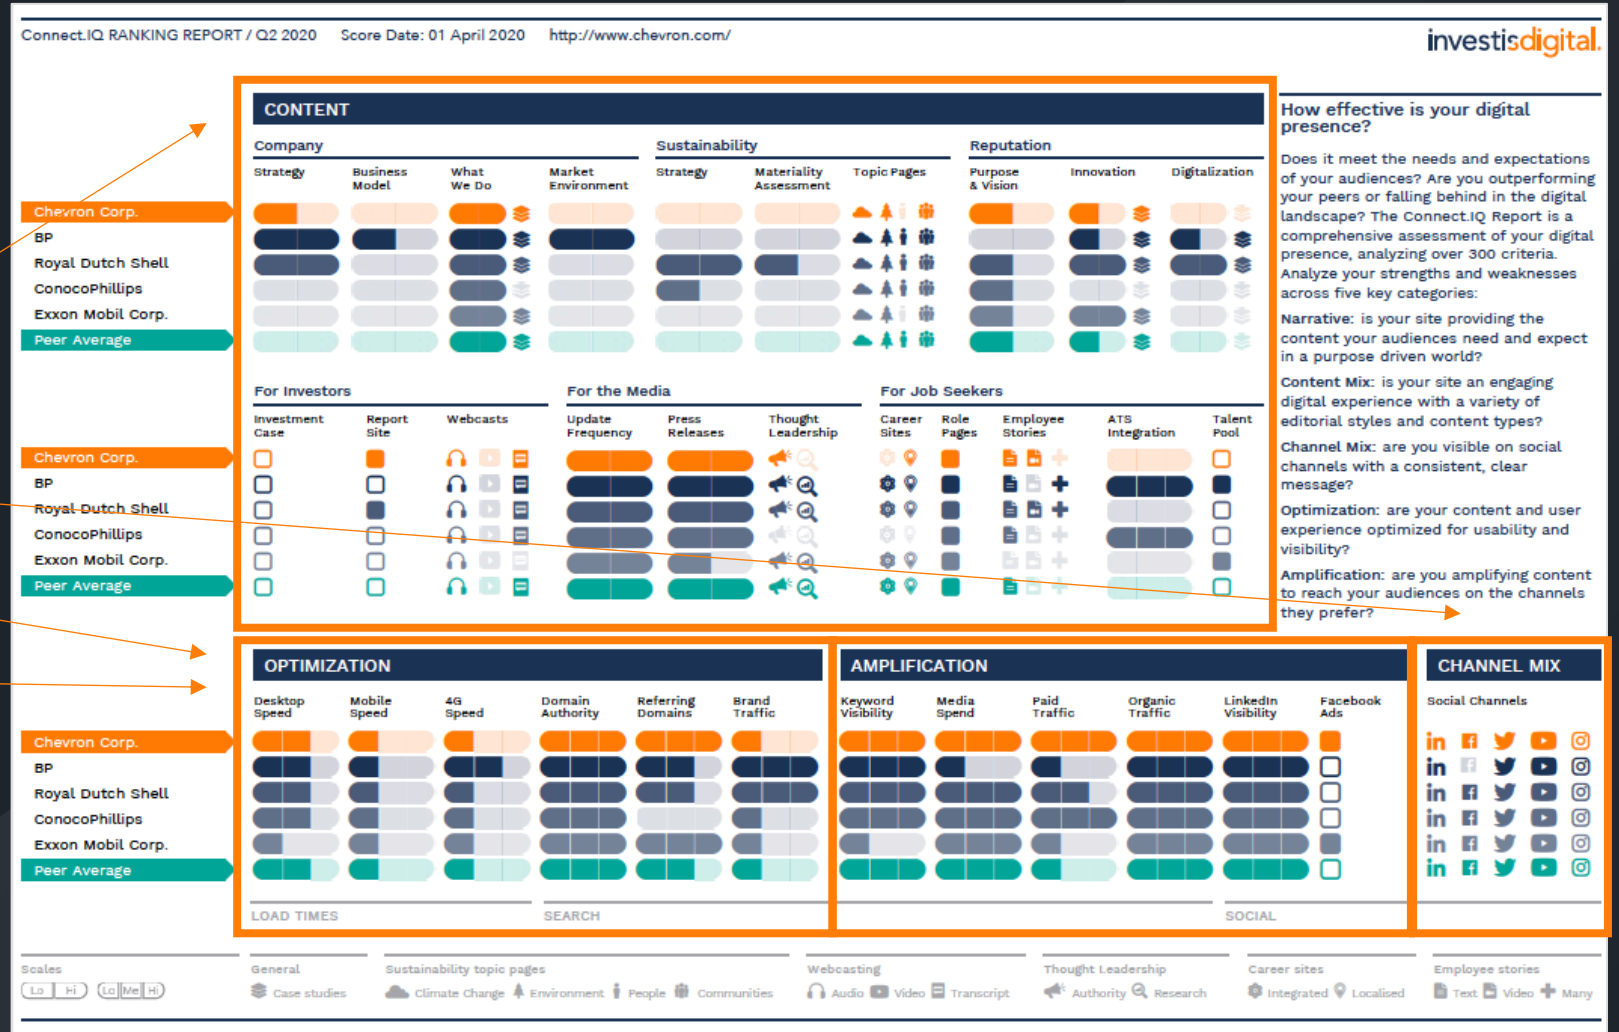 Connect.IQ RANKING REPORT / Q2 2020 Score Date: 01 April 2020 http://www.chevron.com/
investisdigital.
CONTENT
Company Sustainability Reputation
Strategy Business Model What We Do Market Environment Strategy Materiality Assessment Topic Pages Purpose & Vision Innovation Digitalization
Chevron Corp.
BP
Royal Dutch Shell
ConocoPhillips
Exxon Mobil Corp.
Peer Average
For Investors For the Media For Job Seekers
Investment Case Report Site Webcasts Update Frequency Press Releases Thought Leadership Career Sites Role Pages Employee Stories ATS Integration Talent Pool
Chevron Corp.
BP
Royal Dutch Shell
ConocoPhillips
Exxon Mobil Corp.
Peer Average
How effective is your digital
presence?
Does it meet the needs and expectations
of your audiences? Are you outperforming
your peers or falling behind in the digital
landscape? The Connect.IQ Report is a
comprehensive assessment of your digital
presence, analyzing over 300 criteria.
Analyze your strengths and weaknesses
across five key categories:
Narrative: is your site providing the
content your audiences need and expect
in a purpose driven world?
Content Mix: is your site an engaging
digital experience with a variety of
editorial styles and content types?
Channel Mix: are you visible on social
channels with a consistent, clear
message?
Optimization: are your content and user
experience optimized for usability and
visibility?
Amplification: are you amplifying content
to reach your audiences on the channels
they prefer?
OPTIMIZATION AMPLIFICATION CHANNEL MIX
Desktop Speed Mobile Speed 4G Speed Domain Authority Referring Domains Brand Traffic Keyword Visibility Media Spend Paid Traffic Organic Traffic LinkedIn Visibility Facebook Ads Social Channels
Chevron Corp.
BP
Royal Dutch Shell
ConocoPhillips
Exxon Mobil Corp.
Peer Average
LOAD TIMES SEARCH SOCIAL
Scales General Sustainability topic pages Webcasting Thought Leadership Career sites Employee stories
Lo Hi Lo Me Hi Case studies Climate Change Environment People Communities Audio Video Transcript Authority Research Integrated Localised Text Video Many